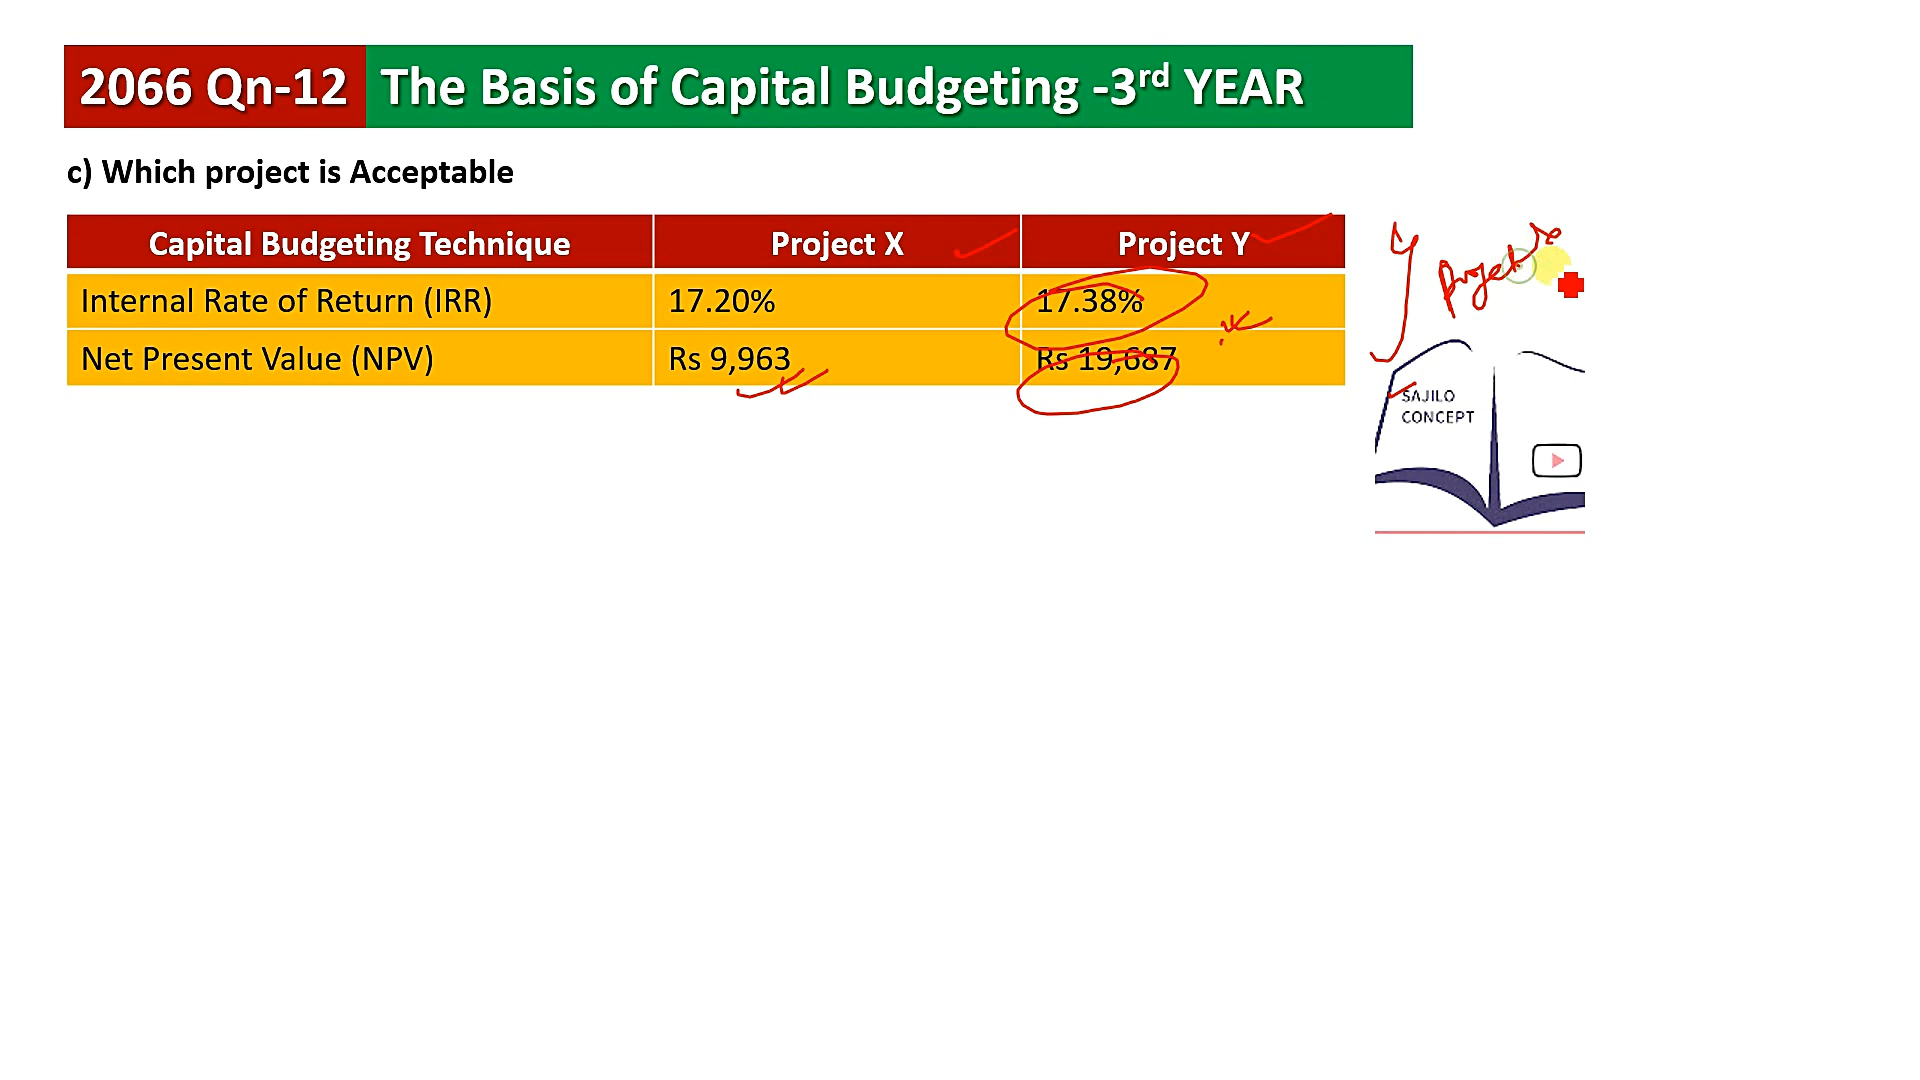 2066 Qn-12 The Basis of Capital Budgeting -3rd YEAR
c) Which project is Acceptable
Capital Budgeting Technique Project X Project Y
Internal Rate of Return (IRR) 17.20% 17.38%
Net Present Value (NPV) Rs 9,963 Rs 19,687
y
SAJILO
CONCEPT